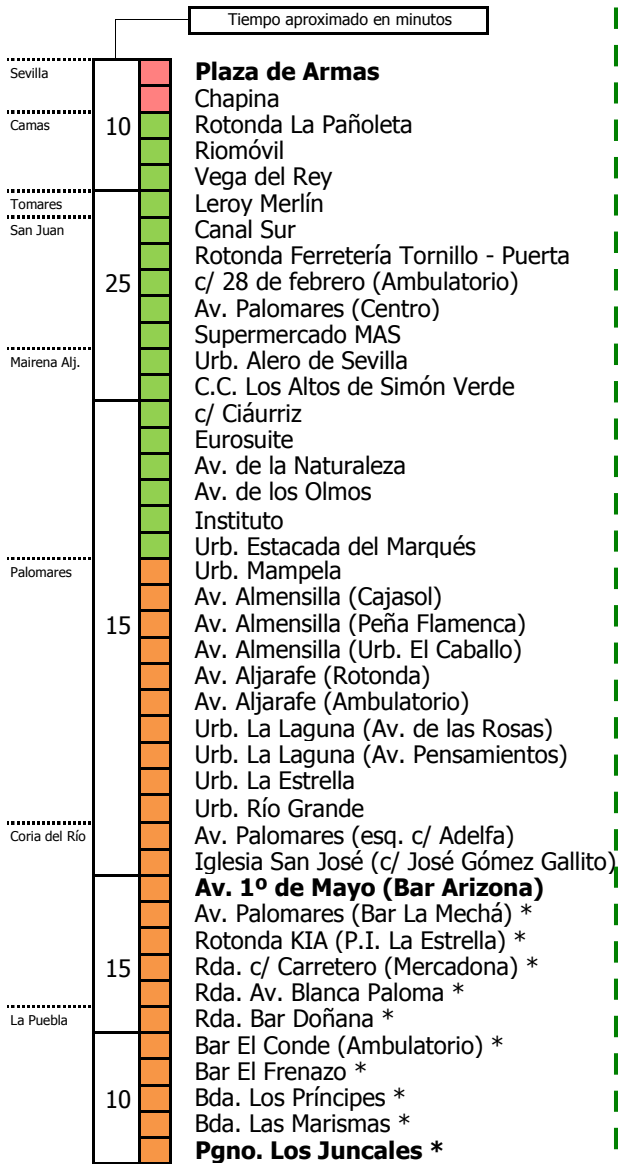 Tiempo aproximado en minutos
Sevilla
Plaza de Armas
Chapina
Camas
10
Rotonda La Pañoleta
Riomóvil
Vega del Rey
Tomares
Leroy Merlín
San Juan
Canal Sur
Rotonda Ferretería Tornillo - Puerta
25
c/ 28 de febrero (Ambulatorio)
Av. Palomares (Centro)
Supermercado MAS
Mairena Alj.
Urb. Alero de Sevilla
C.C. Los Altos de Simón Verde
c/ Ciáurriz
Eurosuite
Av. de la Naturaleza
Av. de los Olmos
Instituto
Urb. Estacada del Marqués
Palomares
Urb. Mampela
Av. Almensilla (Cajasol)
15
Av. Almensilla (Peña Flamenca)
Av. Almensilla (Urb. El Caballo)
Av. Aljarafe (Rotonda)
Av. Aljarafe (Ambulatorio)
Urb. La Laguna (Av. de las Rosas)
Urb. La Laguna (Av. Pensamientos)
Urb. La Estrella
Urb. Río Grande
Coria del Río
Av. Palomares (esq. c/ Adelfa)
Iglesia San José (c/ José Gómez Gallito)
Av. 1º de Mayo (Bar Arizona)
Av. Palomares (Bar La Mechá) *
Rotonda KIA (P.I. La Estrella) *
15
Rda. c/ Carretero (Mercadona) *
Rda. Av. Blanca Paloma *
La Puebla
Rda. Bar Doñana *
Bar El Conde (Ambulatorio) *
Bar El Frenazo *
10
Bda. Los Príncipes *
Bda. Las Marismas *
Pgno. Los Juncales *